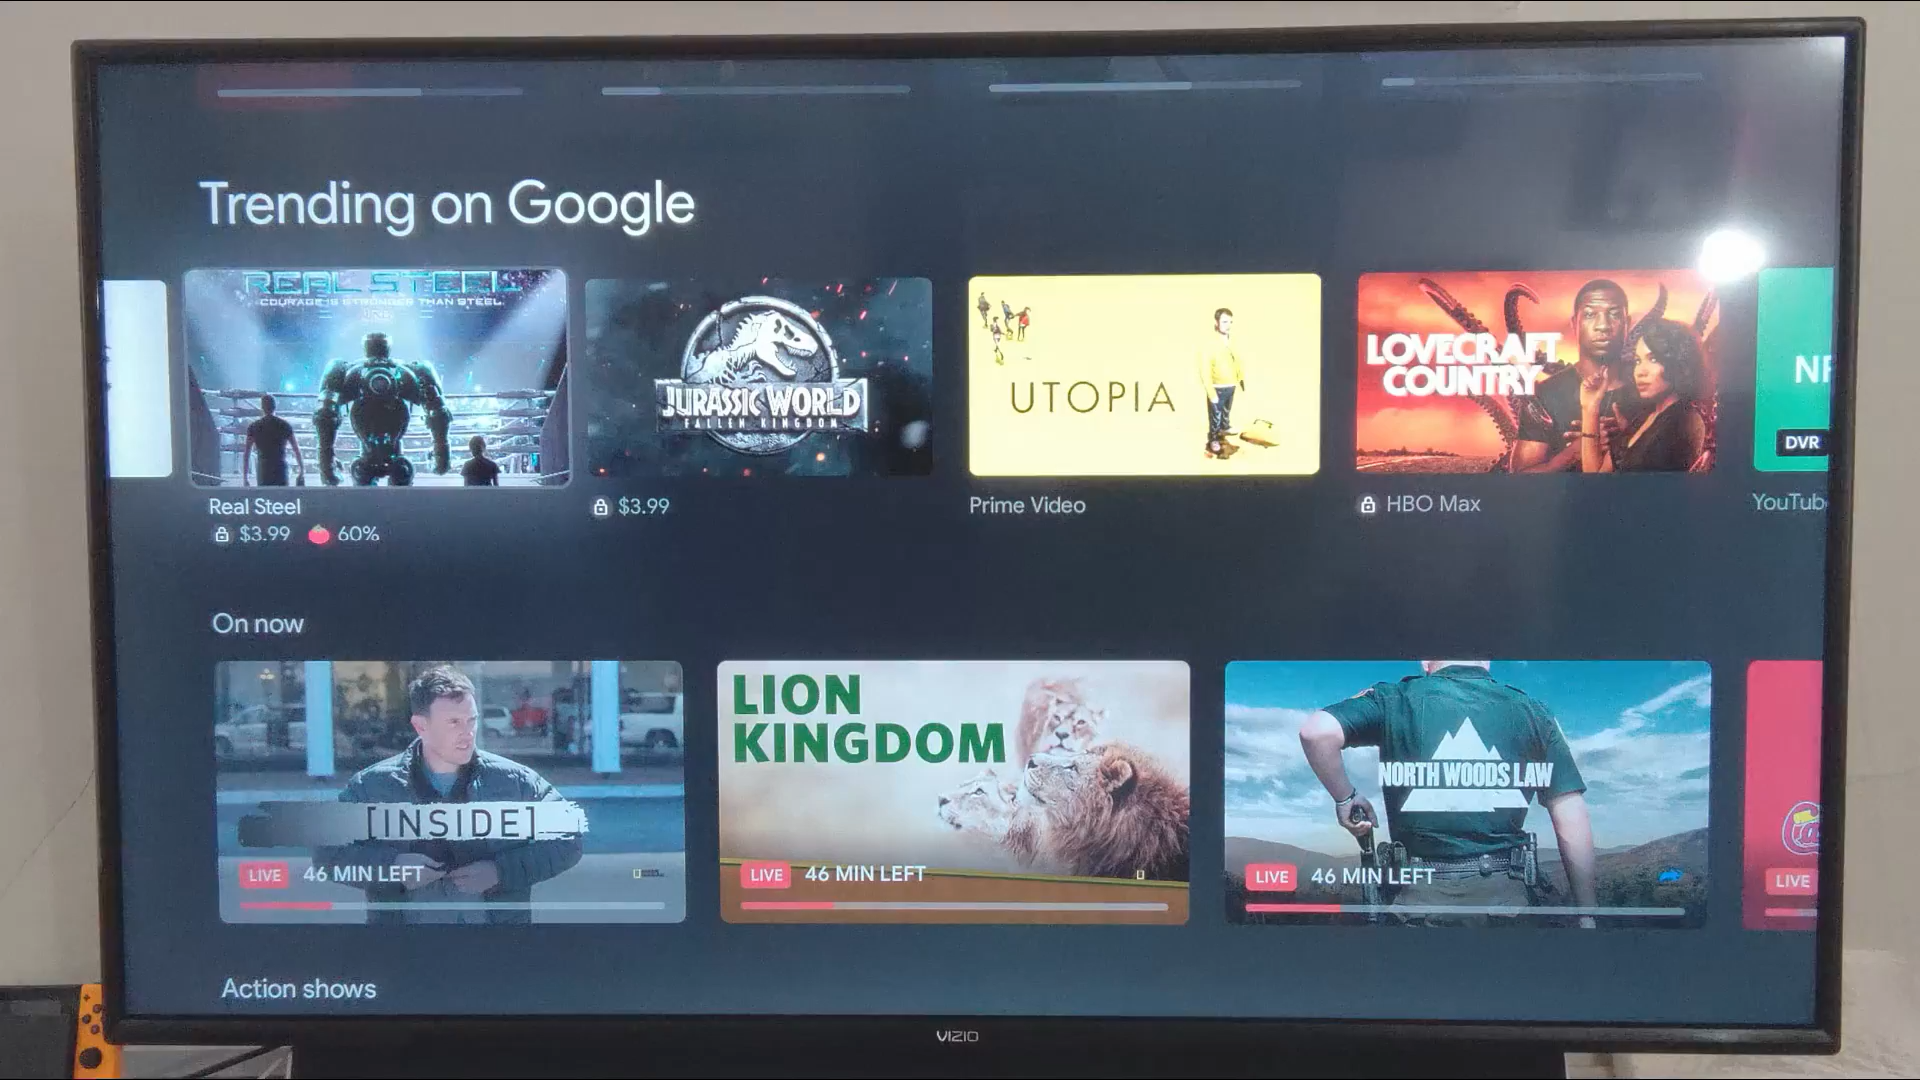 Trending on Google
REAL STEEL
COURAGE IS STRONGER THAN STEEL.
JURASSIC WORLD
FALLEN KINGDOM
UTOPIA
LOVECRAFT
COUNTRY
DVR
Real Steel
$3.99 60%
$3.99
Prime Video
HBO Max
YouTub
On now
[INSIDE]
LIVE 46 MIN LEFT
LION
KINGDOM
LIVE 46 MIN LEFT
NORTH WOODS LAW
LIVE 46 MIN LEFT
LIVE
Action shows
VIZIO